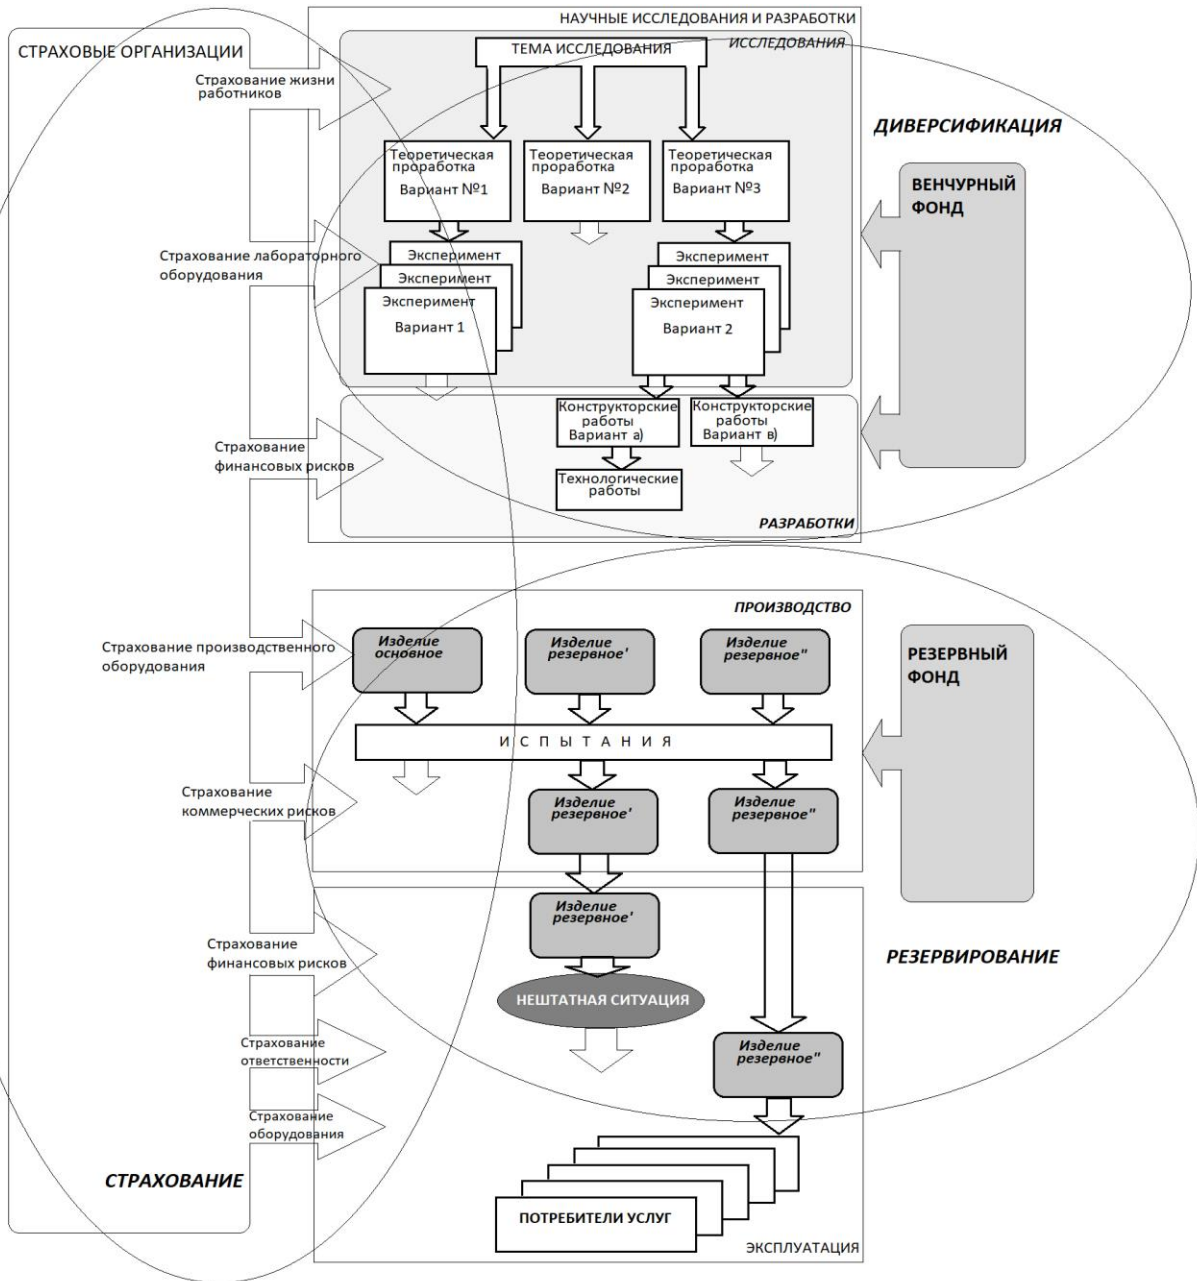 НАУЧНЫЕ ИССЛЕДОВАНИЯ И РАЗРАБОТКИ
СТРАХОВЫЕ ОРГАНИЗАЦИИ
ТЕМА ИССЛЕДОВАНИЯ
ИССЛЕДОВАНИЯ
Страхование жизни
работников
ДИВЕРСИФИКАЦИЯ
Теоретическая
проработка
Вариант №1
Теоретическая
проработка
Вариант №2
Теоретическая
проработка
Вариант №3
ВЕНЧУРНЫЙ
ФОНД
Страхование лабораторного
оборудования
Эксперимент
Эксперимент
Эксперимент
Вариант 1
Эксперимент
Эксперимент
Эксперимент
Вариант 2
Конструкторские
работы
Вариант а)
Конструкторские
работы
Вариант в)
Страхование
финансовых рисков
Технологические
работы
РАЗРАБОТКИ
ПРОИЗВОДСТВО
Страхование производственного
оборудования
Изделие
основное
Изделие
резервное'
Изделие
резервное"
РЕЗЕРВНЫЙ
ФОНД
И С П Ы Т А Н И Я
Страхование
коммерческих рисков
Изделие
резервное'
Изделие
резервное"
Изделие
резервное'
Страхование
финансовых рисков
РЕЗЕРВИРОВАНИЕ
НЕШТАТНАЯ СИТУАЦИЯ
Страхование
ответственности
Изделие
резервное"
Страхование
оборудования
СТРАХОВАНИЕ
ПОТРЕБИТЕЛИ УСЛУГ
ЭКСПЛУАТАЦИЯ